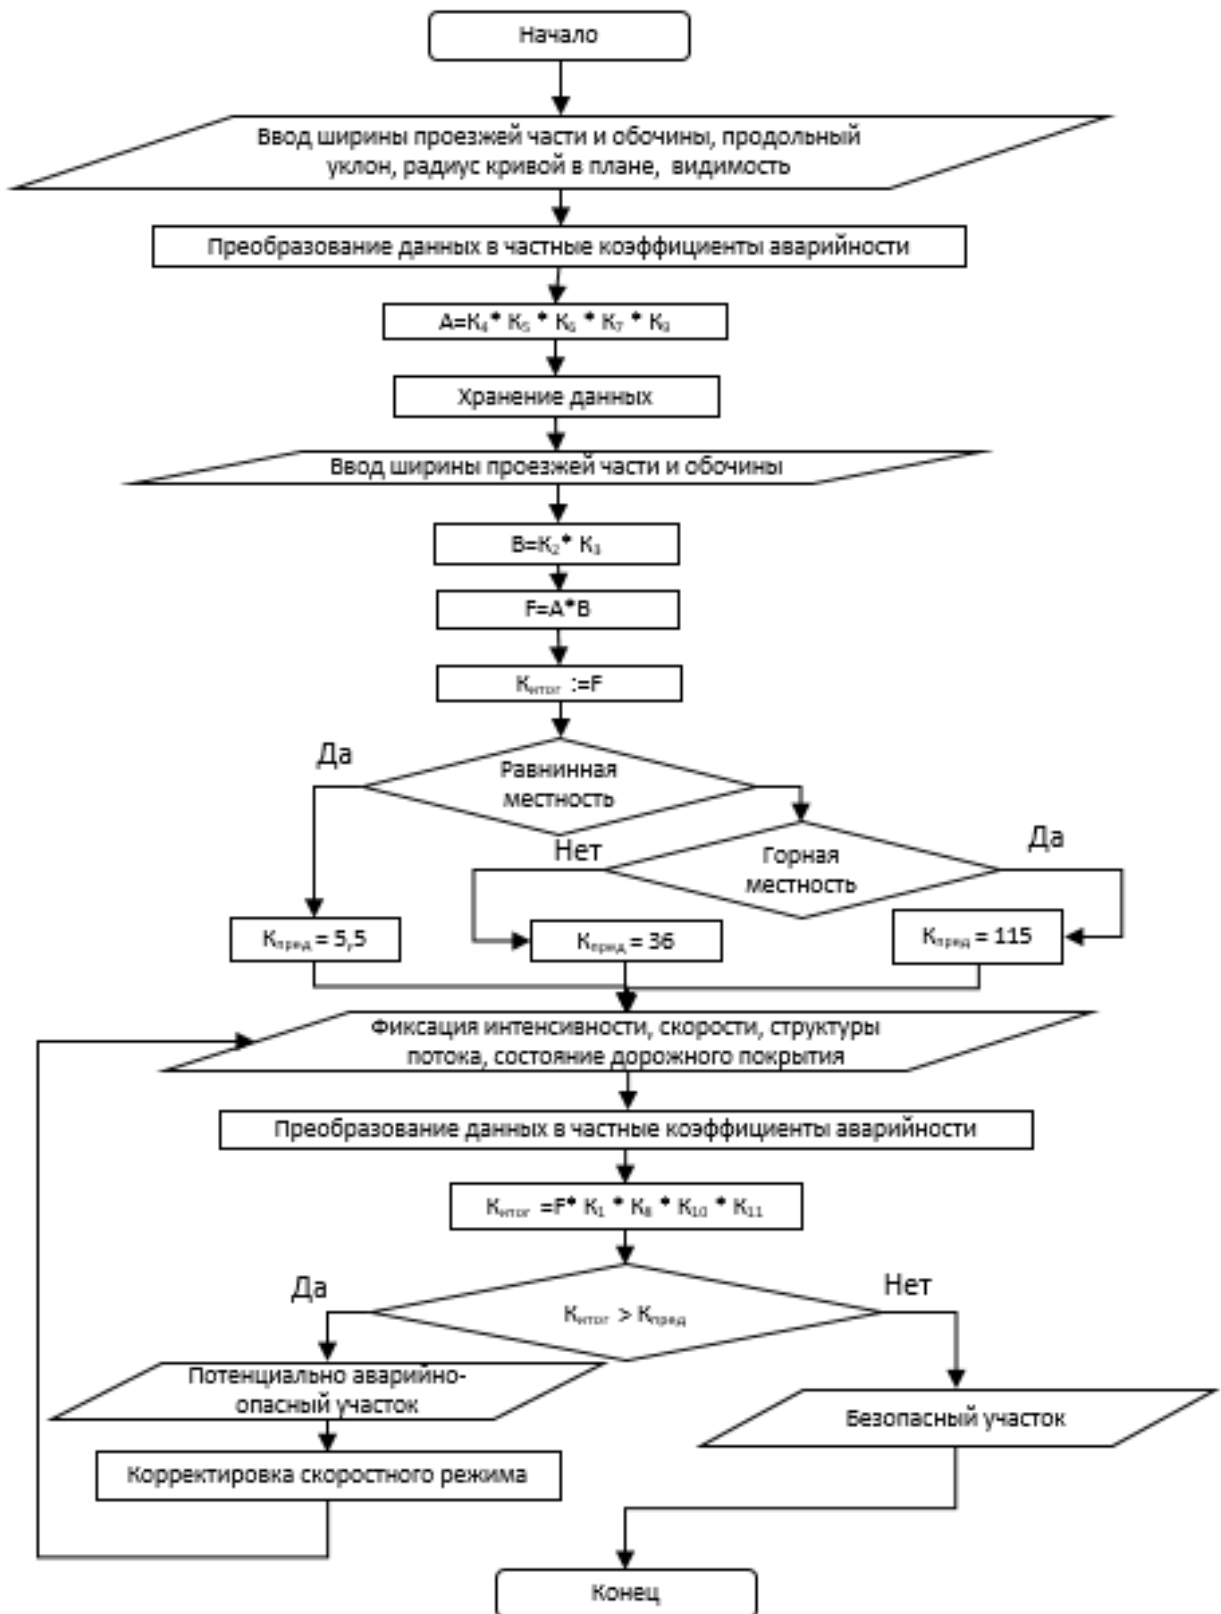 Начало
Ввод ширины проезжей части и обочины, продольный
уклон, радиус кривой в плане, видимость
Преобразование данных в частные коэффициенты аварийности
A=K₄* K₅ * K₆ * K₇ * K₉
Хранение данных
Ввод ширины проезжей части и обочины
B=K₂* K₃
F=A*B
Kитог :=F
Да
Равнинная
местность
Нет
Горная
местность
Да
Kпред = 5,5
Kпред = 36
Kпред = 115
Фиксация интенсивности, скорости, структуры
потока, состояние дорожного покрытия
Преобразование данных в частные коэффициенты аварийности
Kитог =F* K₁ * K₈ * K₁₀ * K₁₁
Да
Нет
Kитог > Kпред
Потенциально аварийно-
опасный участок
Безопасный участок
Корректировка скоростного режима
Конец